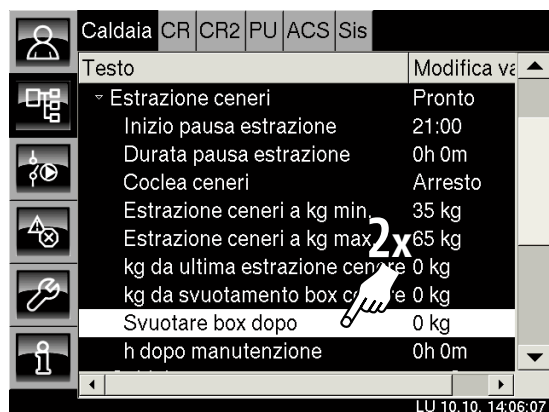 Caldaia CR CR2 PU ACS Sis
Testo Modifica va
Estrazione ceneri Pronto
Inizio pausa estrazione 21:00
Durata pausa estrazione 0h 0m
Coclea ceneri Arresto
Estrazione ceneri a kg min. 35 kg
Estrazione ceneri a kg max. 65 kg
2x
kg da ultima estrazione cenere 0 kg
kg da svuotamento box cenere 0 kg
Svuotare box dopo 0 kg
h dopo manutenzione 0h 0m
LU 10.10. 14:06:07